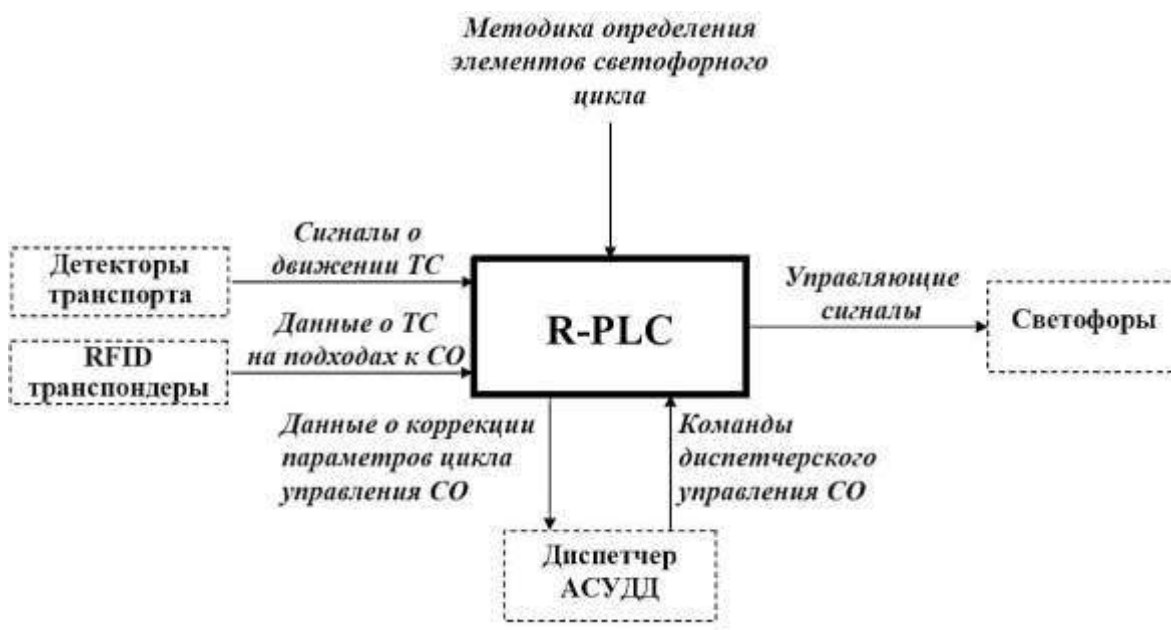 Методика определения
элементов светофорного
цикла
Сигналы о
движении ТС
Детекторы
транспорта
Данные о ТС
на подходах к СО
RFID
транспондеры
R-PLC
Управляющие
сигналы
Светофоры
Данные о коррекции
параметров цикла
управления СО
Команды
диспетчерского
управления СО
Диспетчер
АСУДД